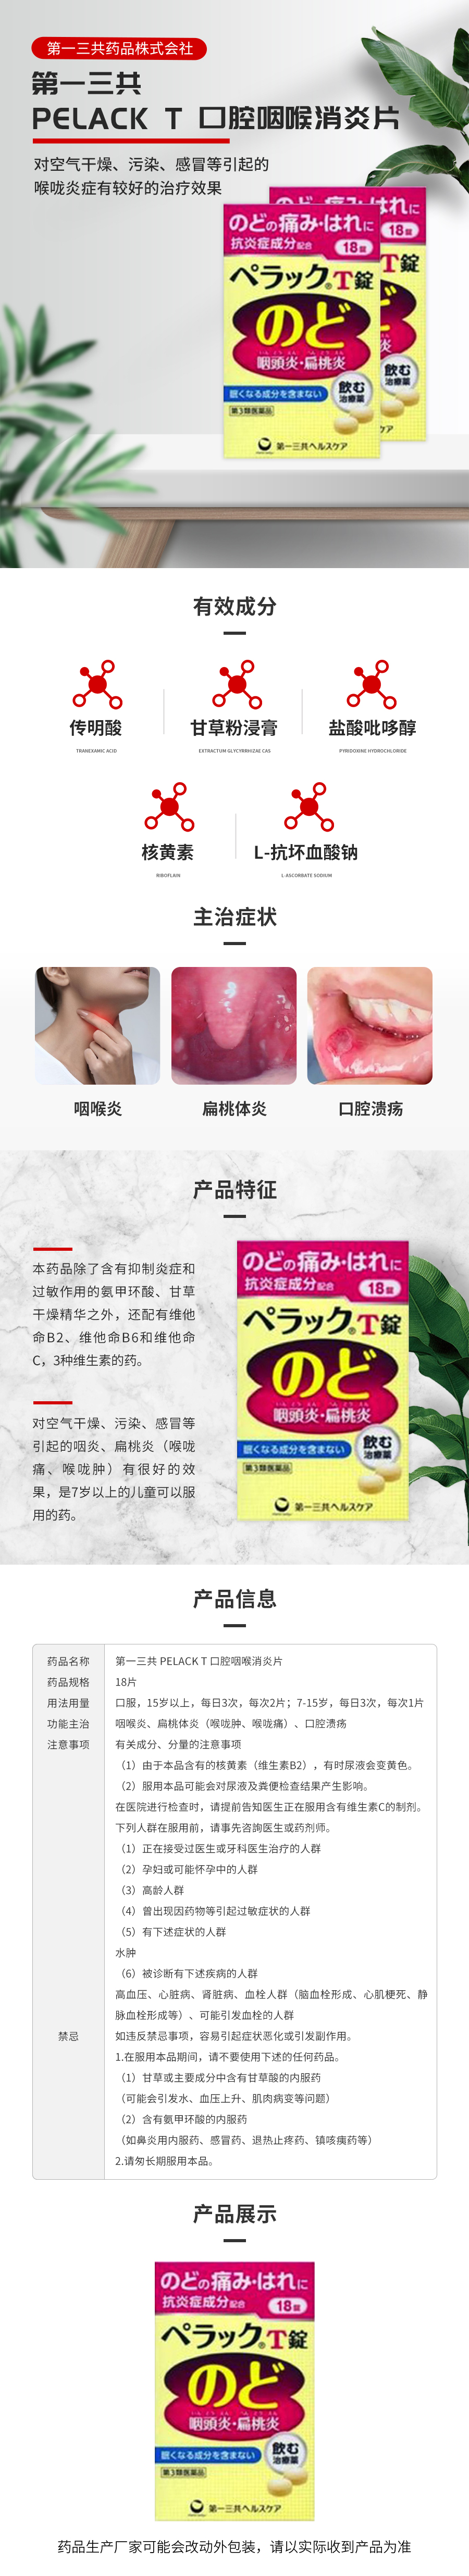 第一三共药品株式会社
第一三共
PELACK T 口腔咽喉消炎片
对空气干燥、污染、感冒等引起的
喉咙炎症有较好的治疗效果
のどの痛み・はれに
抗炎症成分配合
18錠
ペラック®T錠
のど
咽頭炎・扁桃炎
眠くなる成分を含まない
飲む
治療薬
第3類医薬品
第一三共ヘルスケア
有效成分
传明酸
甘草粉浸膏
盐酸吡哆醇
TRANEXAMIC ACID
EXTRACTUM GLYCYRRHIZAE CAS
PYRIDOXINE HYDROCHLORIDE
核黄素
L-抗坏血酸钠
RIBOFLAIN
L-ASCORBATE SODIUM
主治症状
咽喉炎
扁桃体炎
口腔溃疡
产品特征
本药品除了含有抑制炎症和
过敏作用的氨甲环酸、甘草
干燥精华之外，还配有维他
命B2、维他命B6和维他命
C，3种维生素的药。
对空气干燥、污染、感冒等
引起的咽炎、扁桃炎（喉咙
痛、喉咙肿）有很好的效
果，是7岁以上的儿童可以服
用的药。
のどの痛み・はれに
抗炎症成分配合
18錠
ペラック®T錠
のど
咽頭炎・扁桃炎
眠くなる成分を含まない
飲む
治療薬
第3類医薬品
第一三共ヘルスケア
产品信息
药品名称 第一三共 PELACK T 口腔咽喉消炎片
药品规格 18片
用法用量 口服，15岁以上，每日3次，每次2片；7-15岁，每日3次，每次1片
功能主治 咽喉炎、扁桃体炎（喉咙肿、喉咙痛）、口腔溃疡
注意事项 有关成分、分量的注意事项
（1）由于本品含有的核黄素（维生素B2），有时尿液会变黄色。
（2）服用本品可能会对尿液及粪便检查结果产生影响。
在医院进行检查时，请提前告知医生正在服用含有维生素C的制剂。
下列人群在服用前，请事先咨詢医生或药剂师。
（1）正在接受过医生或牙科医生治疗的人群
（2）孕妇或可能怀孕中的人群
（3）高龄人群
（4）曾出现因药物等引起过敏症状的人群
（5）有下述症状的人群
水肿
（6）被诊断有下述疾病的人群
高血压、心脏病、肾脏病、血栓人群（脑血栓形成、心肌梗死、静
脉血栓形成等）、可能引发血栓的人群
禁忌 如违反禁忌事项，容易引起症状恶化或引发副作用。
1.在服用本品期间，请不要使用下述的任何药品。
（1）甘草或主要成分中含有甘草酸的内服药
（可能会引发水、血压上升、肌肉病变等问题）
（2）含有氨甲环酸的内服药
（如鼻炎用内服药、感冒药、退热止疼药、镇咳痰药等）
2.请匆长期服用本品。
产品展示
のどの痛み・はれに
抗炎症成分配合
18錠
ペラック®T錠
のど
咽頭炎・扁桃炎
眠くなる成分を含まない
飲む
治療薬
第3類医薬品
第一三共ヘルスケア
药品生产厂家可能会改动外包装，请以实际收到产品为准